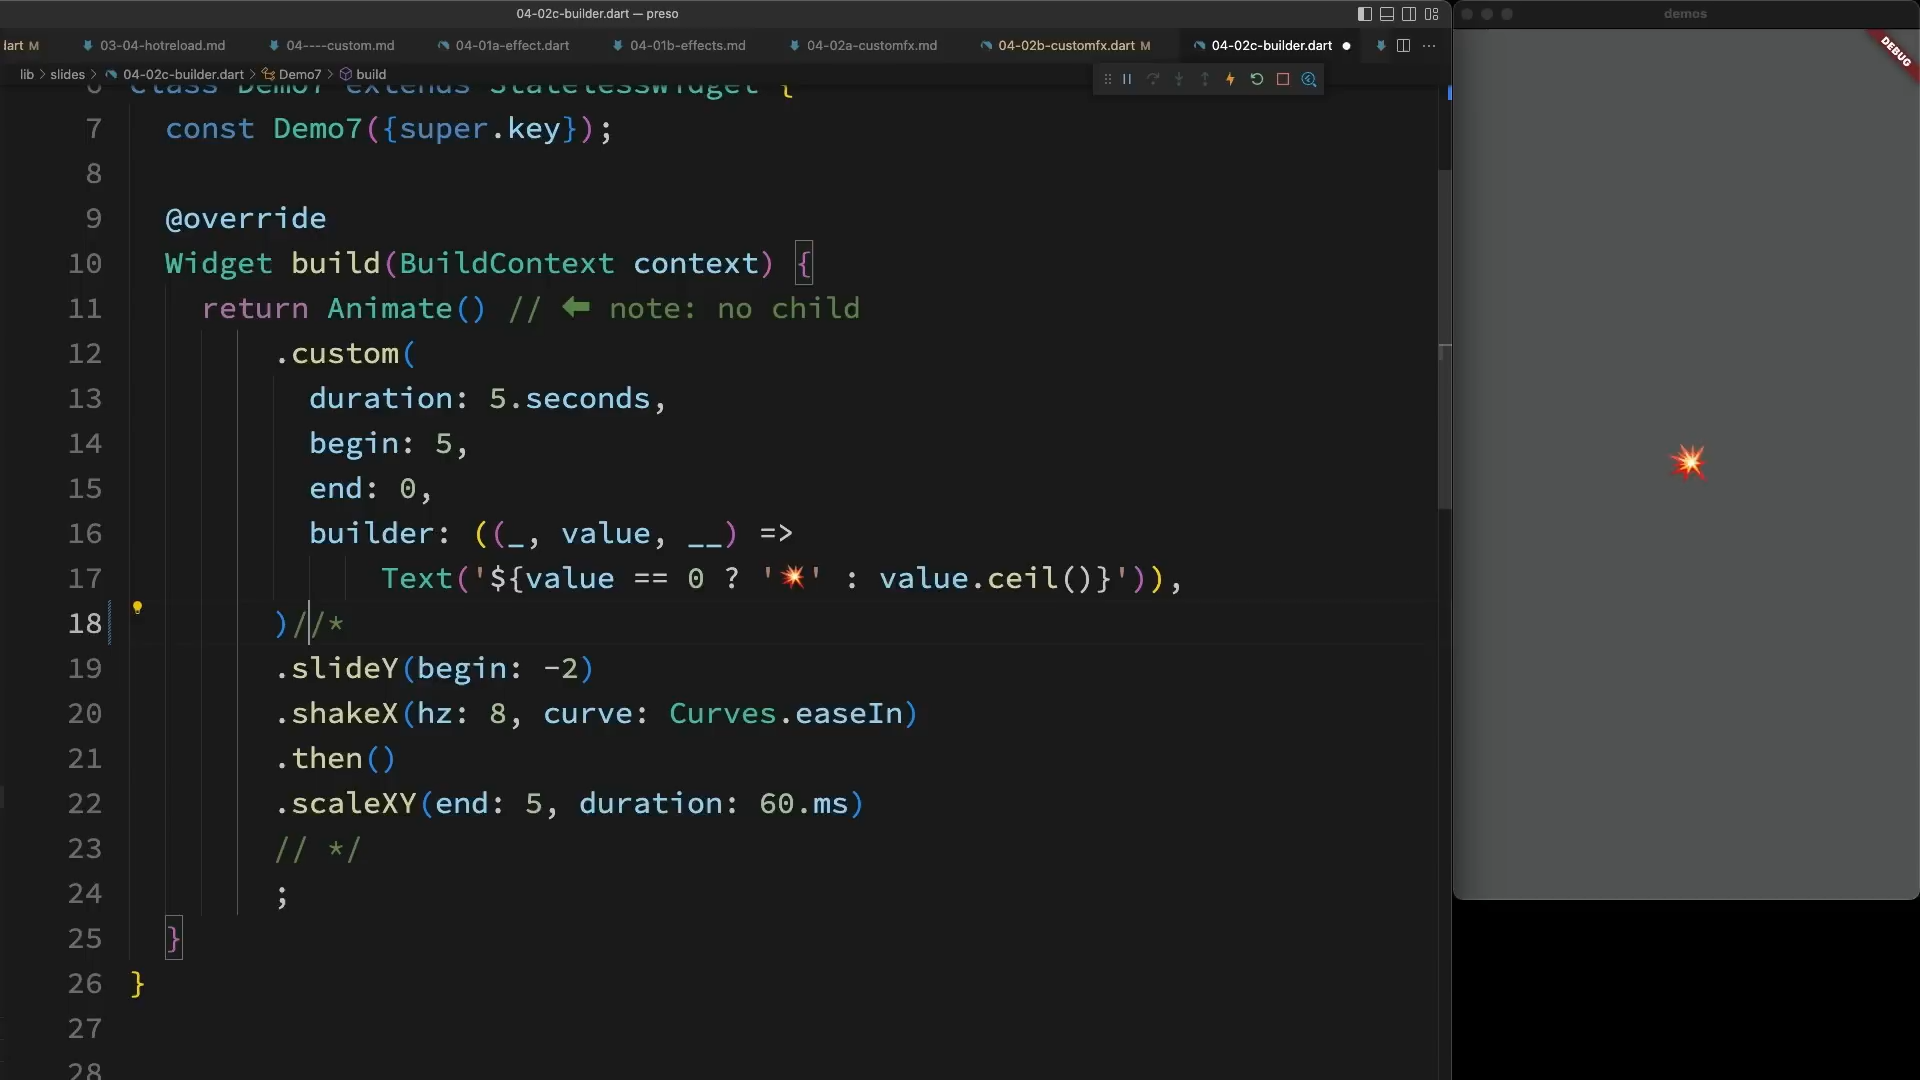 04-02c-builder.dart — preso
demos
lart M
03-04-hotreload.md
04----custom.md
04-01a-effect.dart
04-01b-effects.md
04-02a-customfx.md
04-02b-customfx.dart M
04-02c-builder.dart
lib > slides > 04-02c-builder.dart > Demo7 > build
DEBUG
6 class Demo7 extends StatelessWidget {
7 const Demo7({super.key});
8
9 @override
10 Widget build(BuildContext context) {
11 return Animate() // ⬅ note: no child
12 .custom(
13 duration: 5.seconds,
14 begin: 5,
15 end: 0,
16 builder: ((_, value, __) =>
17 Text('${value == 0 ? '💥' : value.ceil()}')),
18 )//*
19 .slideY(begin: -2)
20 .shakeX(hz: 8, curve: Curves.easeIn)
21 .then()
22 .scaleXY(end: 5, duration: 60.ms)
23 // */
24 ;
25 }
26 }
27
28